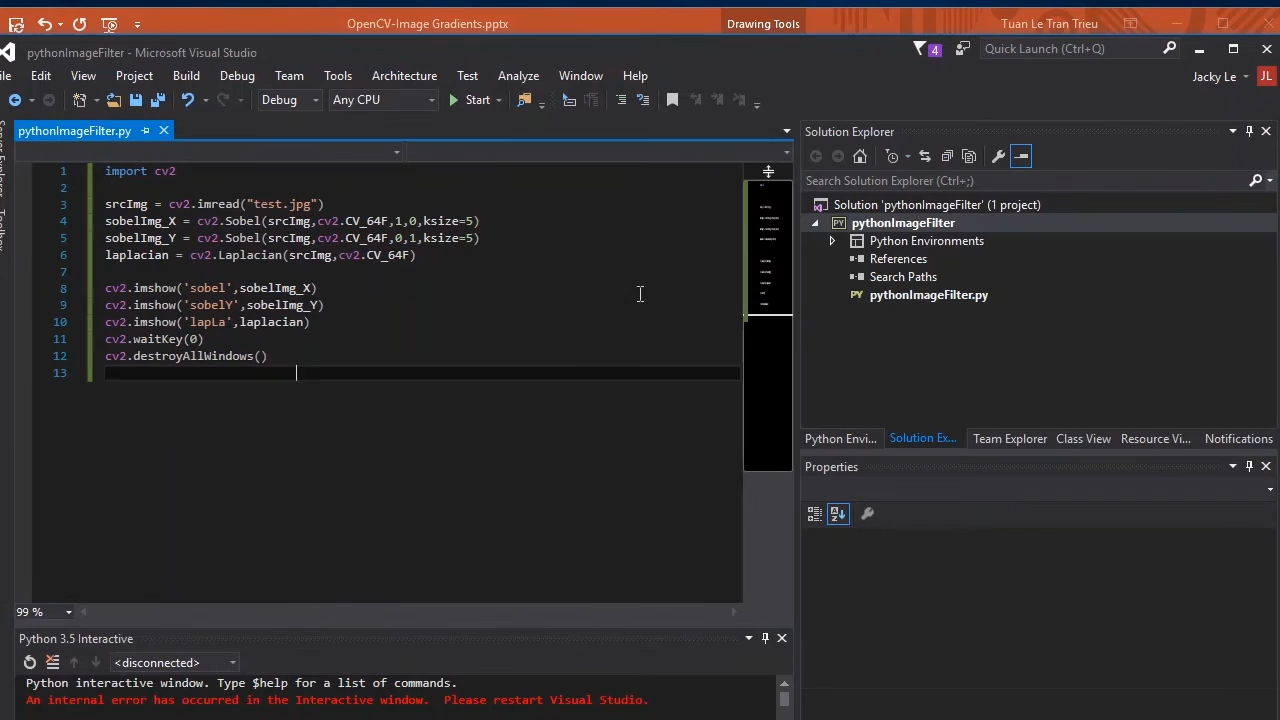 OpenCV-Image Gradients.pptx
Drawing Tools
Tuan Le Tran Trieu
pythonImageFilter - Microsoft Visual Studio
4
Quick Launch (Ctrl+Q)
ile Edit View Project Build Debug Team Tools Architecture Test Analyze Window Help
Jacky Le
JL
Debug
Any CPU
Start
Server Explorer
Toolbox
pythonImageFilter.py
1 import cv2
2
3 srcImg = cv2.imread("test.jpg")
4 sobelImg_X = cv2.Sobel(srcImg,cv2.CV_64F,1,0,ksize=5)
5 sobelImg_Y = cv2.Sobel(srcImg,cv2.CV_64F,0,1,ksize=5)
6 laplacian = cv2.Laplacian(srcImg,cv2.CV_64F)
7
8 cv2.imshow('sobel',sobelImg_X)
9 cv2.imshow('sobelY',sobelImg_Y)
10 cv2.imshow('lapLa',laplacian)
11 cv2.waitKey(0)
12 cv2.destroyAllWindows()
13
99 %
Python 3.5 Interactive
<disconnected>
Python interactive window. Type $help for a list of commands.
An internal error has occurred in the Interactive window. Please restart Visual Studio.
Solution Explorer
Search Solution Explorer (Ctrl+;)
Solution 'pythonImageFilter' (1 project)
PY pythonImageFilter
Python Environments
References
Search Paths
PY pythonImageFilter.py
Python Envi... Solution Ex... Team Explorer Class View Resource Vi... Notifications
Properties